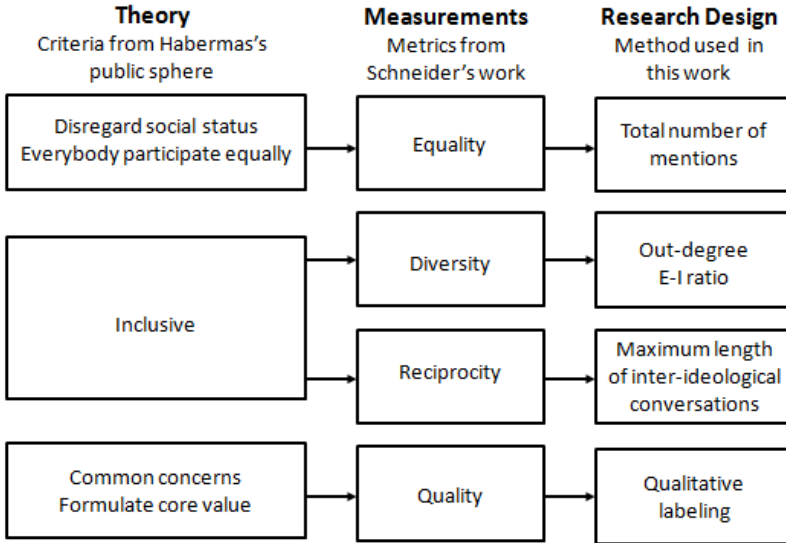 Theory
Criteria from Habermas's
public sphere
Measurements
Metrics from
Schneider's work
Research Design
Method used in
this work
Disregard social status
Everybody participate equally
Equality
Total number of
mentions
Inclusive
Diversity
Out-degree
E-I ratio
Reciprocity
Maximum length
of inter-ideological
conversations
Common concerns
Formulate core value
Quality
Qualitative
labeling